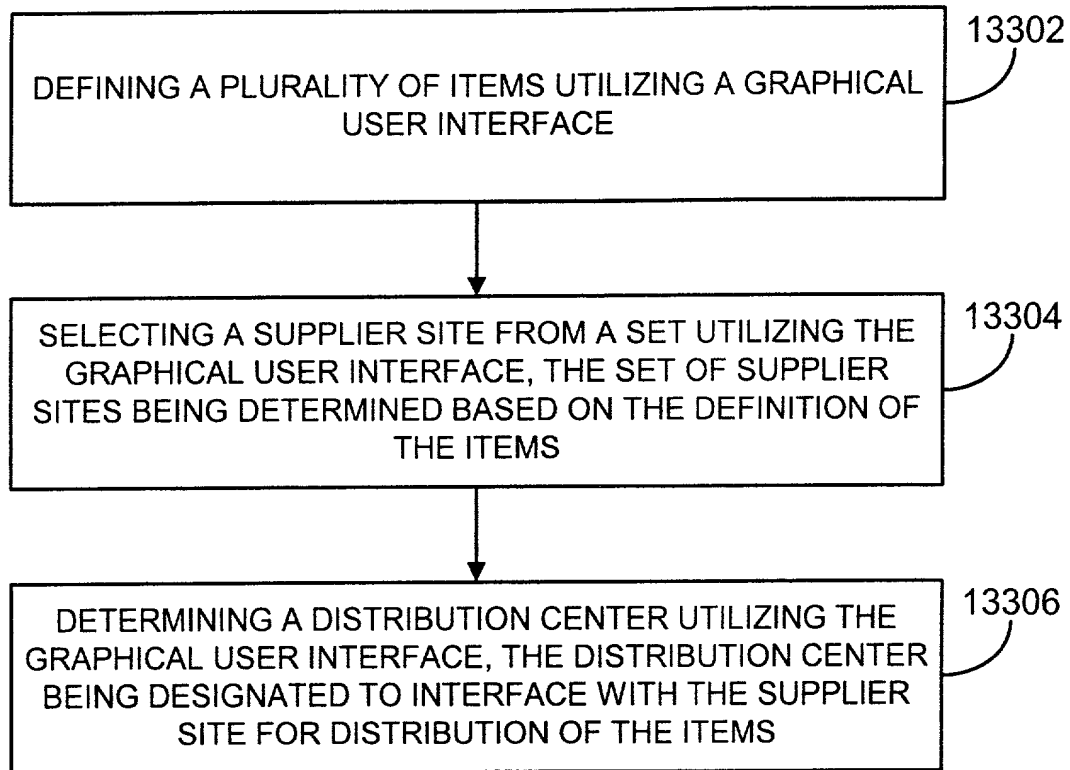 13302
DEFINING A PLURALITY OF ITEMS UTILIZING A GRAPHICAL
USER INTERFACE
13304
SELECTING A SUPPLIER SITE FROM A SET UTILIZING THE
GRAPHICAL USER INTERFACE, THE SET OF SUPPLIER
SITES BEING DETERMINED BASED ON THE DEFINITION OF
THE ITEMS
13306
DETERMINING A DISTRIBUTION CENTER UTILIZING THE
GRAPHICAL USER INTERFACE, THE DISTRIBUTION CENTER
BEING DESIGNATED TO INTERFACE WITH THE SUPPLIER
SITE FOR DISTRIBUTION OF THE ITEMS